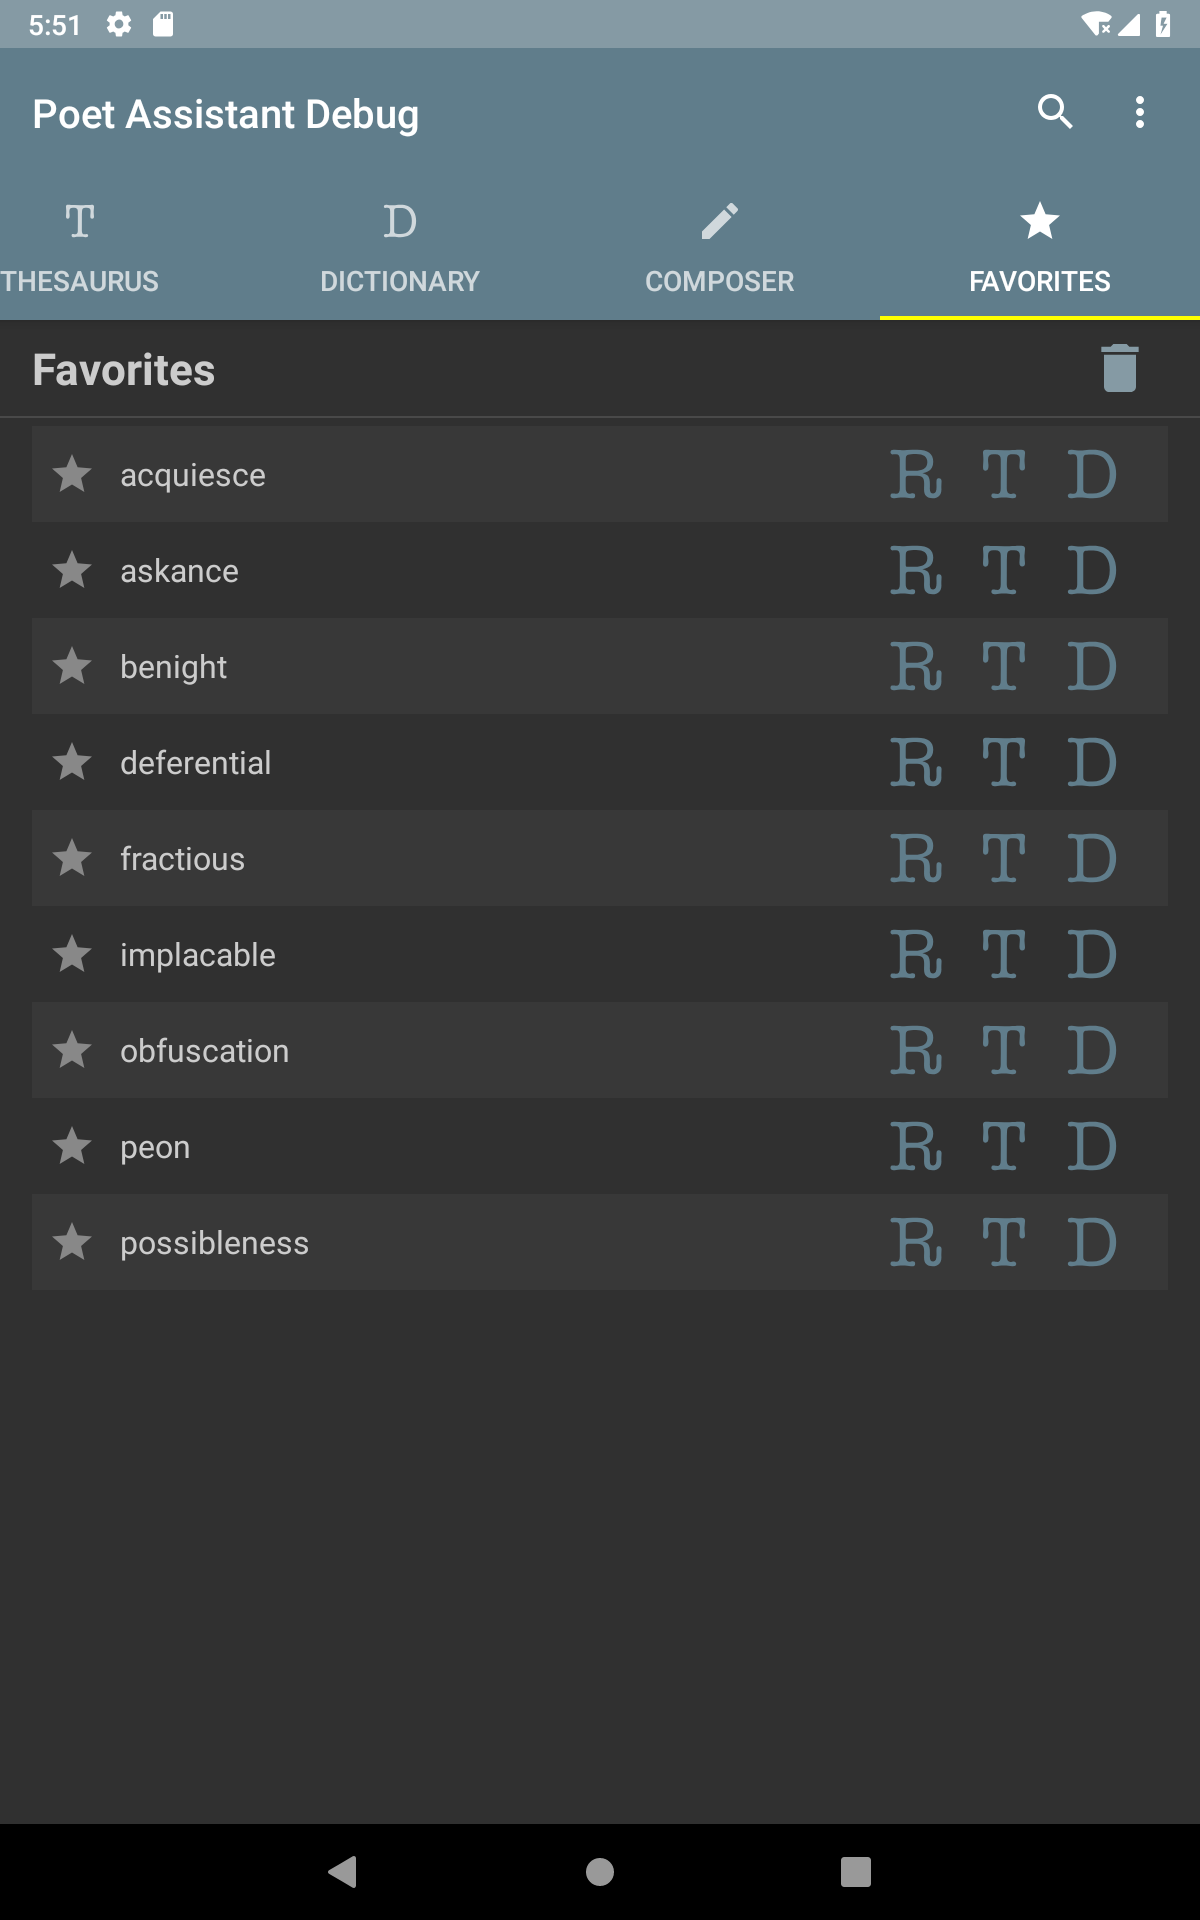 5:51
Poet Assistant Debug
T D
THESAURUS DICTIONARY COMPOSER FAVORITES
Favorites
acquiesce R T D
askance R T D
benight R T D
deferential R T D
fractious R T D
implacable R T D
obfuscation R T D
peon R T D
possibleness R T D